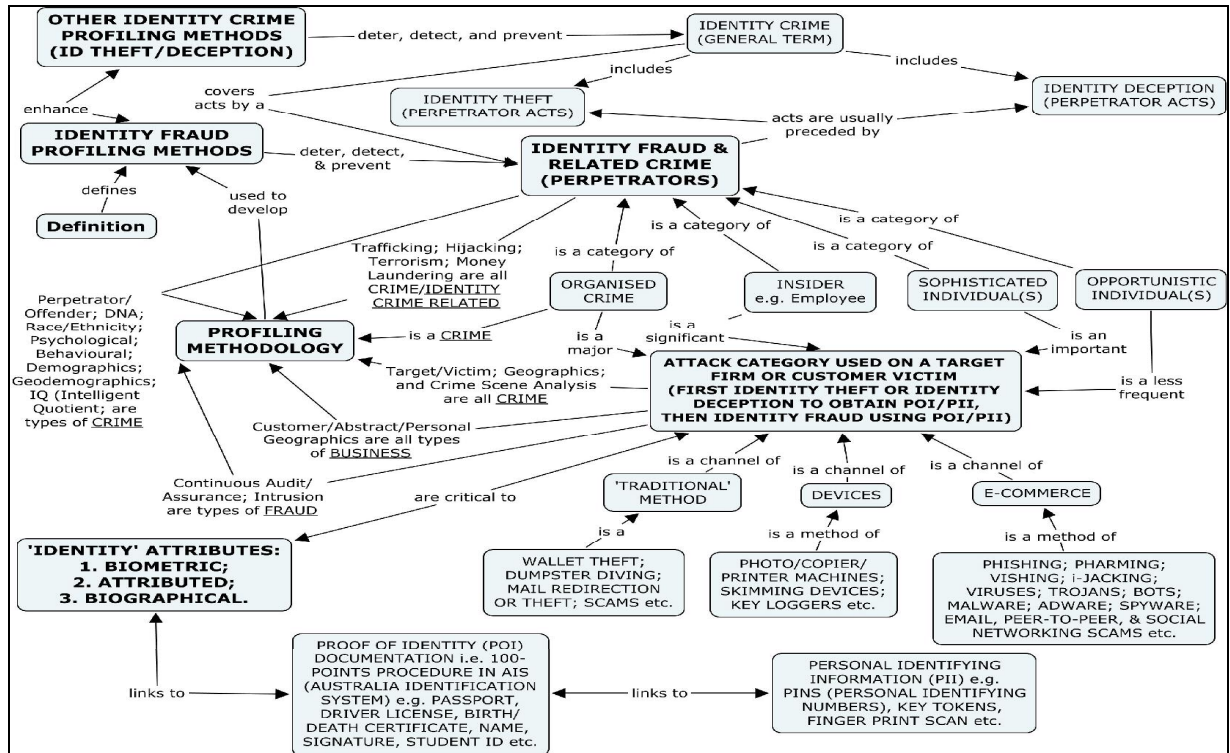 OTHER IDENTITY CRIME
PROFILING METHODS
(ID THEFT/DECEPTION)
deter, detect, and prevent
IDENTITY CRIME
(GENERAL TERM)
includes
includes
covers
acts by a
IDENTITY THEFT
(PERPETRATOR ACTS)
IDENTITY DECEPTION
(PERPETRATOR ACTS)
enhance
acts are usually
preceded by
IDENTITY FRAUD
PROFILING METHODS
deter, detect,
& prevent
IDENTITY FRAUD &
RELATED CRIME
(PERPETRATORS)
defines
used to
develop
Definition
is a category of
is a category of
is a category of
is a category of
Trafficking; Hijacking;
Terrorism; Money
Laundering are all
CRIME/IDENTITY
CRIME RELATED
ORGANISED
CRIME
INSIDER
e.g. Employee
SOPHISTICATED
INDIVIDUAL(S)
OPPORTUNISTIC
INDIVIDUAL(S)
Perpetrator/
Offender; DNA;
Race/Ethnicity;
Psychological;
Behavioural;
Demographics;
Geodemographics;
IQ (Intelligent
Quotient; are
types of CRIME
PROFILING
METHODOLOGY
is a CRIME
is a
major
is a
significant
is an
important
is a less
frequent
Target/Victim; Geographics;
and Crime Scene Analysis
are all CRIME
ATTACK CATEGORY USED ON A TARGET
FIRM OR CUSTOMER VICTIM
(FIRST IDENTITY THEFT OR IDENTITY
DECEPTION TO OBTAIN POI/PII,
THEN IDENTITY FRAUD USING POI/PII)
Customer/Abstract/Personal
Geographics are all types
of BUSINESS
Continuous Audit/
Assurance; Intrusion
are types of FRAUD
are critical to
is a channel of
is a channel of
is a channel of
'TRADITIONAL'
METHOD
DEVICES
E-COMMERCE
is a
is a method of
is a method of
'IDENTITY' ATTRIBUTES:
1. BIOMETRIC;
2. ATTRIBUTED;
3. BIOGRAPHICAL.
WALLET THEFT;
DUMPSTER DIVING;
MAIL REDIRECTION
OR THEFT; SCAMS etc.
PHOTO/COPIER/
PRINTER MACHINES;
SKIMMING DEVICES;
KEY LOGGERS etc.
PHISHING; PHARMING;
VISHING; i-JACKING;
VIRUSES; TROJANS; BOTS;
MALWARE; ADWARE; SPYWARE;
EMAIL, PEER-TO-PEER, & SOCIAL
NETWORKING SCAMS etc.
links to
PROOF OF IDENTITY (POI)
DOCUMENTATION i.e. 100-
POINTS PROCEDURE IN AIS
(AUSTRALIA IDENTIFICATION
SYSTEM) e.g. PASSPORT,
DRIVER LICENSE, BIRTH/
DEATH CERTIFICATE, NAME,
SIGNATURE, STUDENT ID etc.
links to
PERSONAL IDENTIFYING
INFORMATION (PII) e.g.
PINS (PERSONAL IDENTIFYING
NUMBERS), KEY TOKENS,
FINGER PRINT SCAN etc.